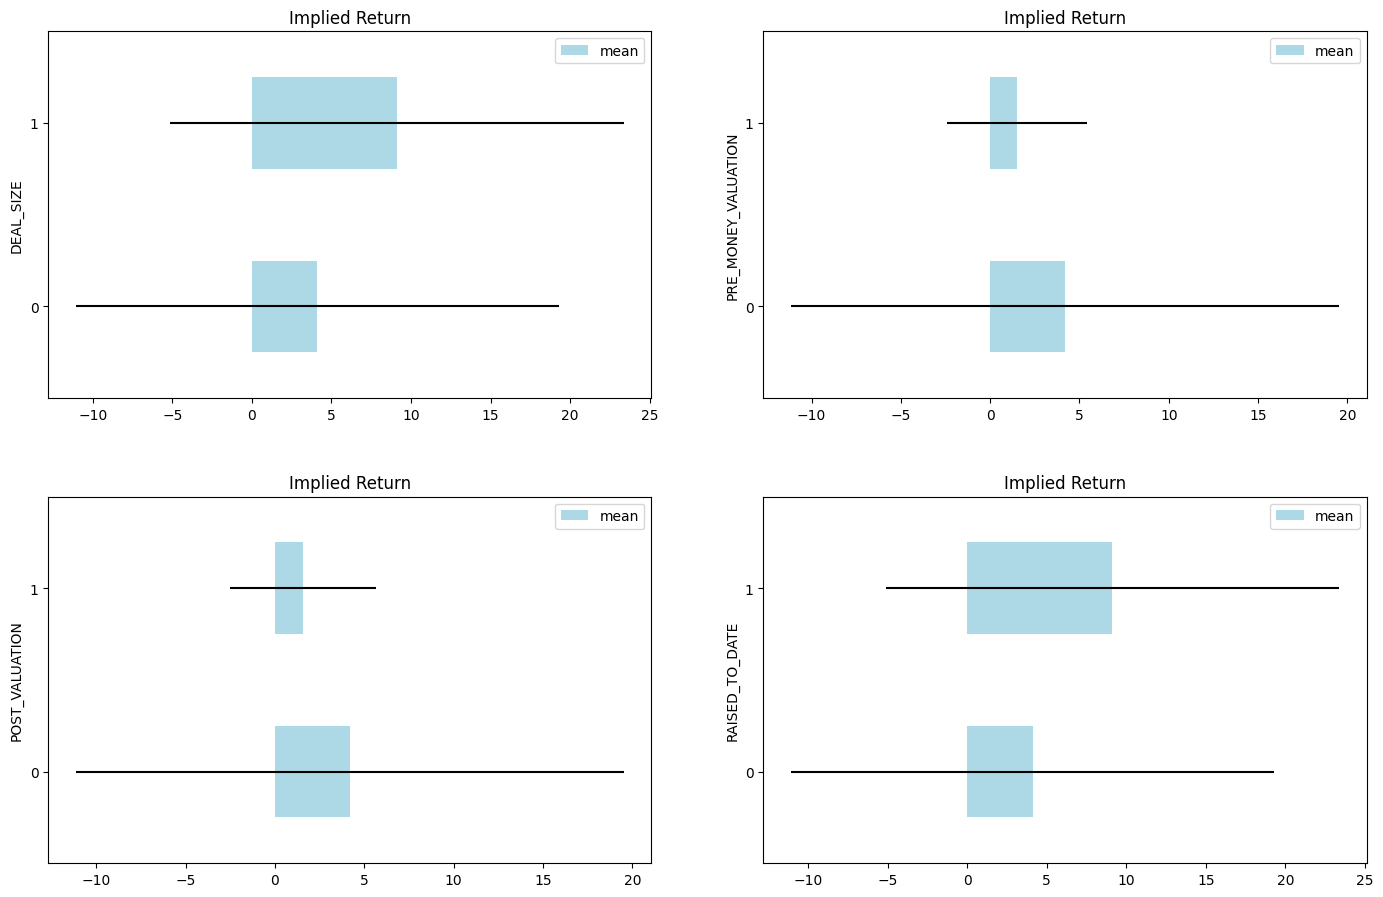 Implied Return
mean
DEAL_SIZE
1
0
−10 −5 0 5 10 15 20 25
Implied Return
mean
PRE_MONEY_VALUATION
1
0
−10 −5 0 5 10 15 20
Implied Return
mean
POST_VALUATION
1
0
−10 −5 0 5 10 15 20
Implied Return
mean
RAISED_TO_DATE
1
0
−10 −5 0 5 10 15 20 25